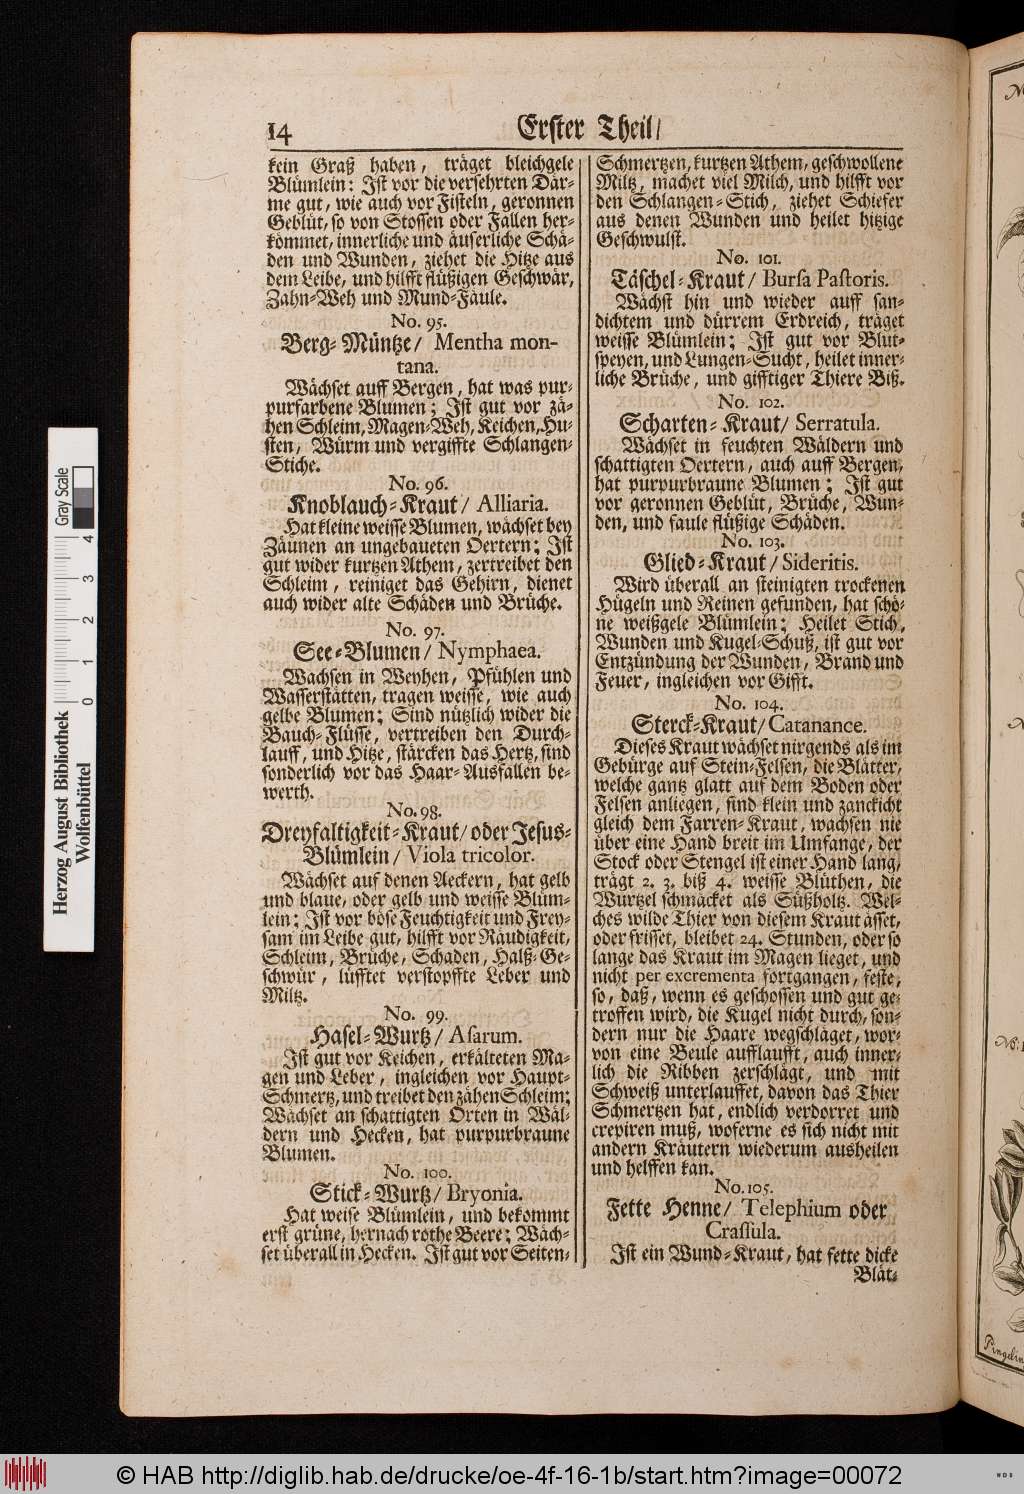 14
Erster Theil/
kein Graß haben, träget bleichgele
Blümlein: Ist vor die versehrten Där-
me gut, wie auch vor Fisteln, geronnen
Geblüt, so von Stossen oder Fallen her-
kömmet, innerliche und äuserliche Schä-
den und Wunden, ziehet die Hitze aus
dem Leibe, und hilfft flüßigen Geschwär,
Zahn-Weh und Mund-Fäule.
No. 95.
Berg-Müntze/ Mentha mon-
tana.
Wächset auff Bergen, hat was pur-
purfarbene Blumen; Ist gut vor zä-
hen Schleim, Magen-Weh, Keichen, Hu-
sten, Würm und vergiffte Schlangen-
Stiche.
No. 96.
Knoblauch-Kraut/ Alliaria.
Hat kleine weisse Blumen, wächset bey
Zäunen an ungebaueten Oertern; Ist
gut wider kurtzen Athem, zertreibet den
Schleim, reiniget das Gehirn, dienet
auch wider alte Schäden und Brüche.
No. 97.
See-Blumen/ Nymphaea.
Wachsen in Weyhen, Pfühlen und
Wasserstätten, tragen weisse, wie auch
gelbe Blumen; Sind nützlich wider die
Bauch-Flüsse, vertreiben den Durch-
lauff, und Hitze, stärcken das Hertz, sind
sonderlich vor das Haar-Ausfallen be-
werth.
No. 98.
Dreyfaltigkeit-Kraut/ oder Jesus-
Blümlein/ Viola tricolor.
Wächset auf denen Aeckern, hat gelb
und blaue, oder gelb und weisse Blüm-
lein; Ist vor böse Feuchtigkeit und Frey-
sam im Leibe gut, hilfft vor Räudigkeit,
Schleim, Brüche, Schaden, Halß-Ge-
schwür, lüfftet verstopffte Leber und
Miltz.
No. 99.
Hasel-Wurtz/ Asarum.
Ist gut vor Keichen, erkälteten Ma-
gen und Leber, ingleichen vor Haupt-
Schmertz, und treibet den zähen Schleim;
Wächset an schattigten Orten in Wäl-
dern und Hecken, hat purpurbraune
Blumen.
No. 100.
Stick-Wurtz/ Bryonia.
Hat weise Blümlein, und bekommt
erst grüne, hernach rothe Beere; Wäch-
set überall in Hecken. Ist gut vor Seiten-
Schmertzen, kurtzen Athem, geschwollene
Miltz, machet viel Milch, und hilfft vor
den Schlangen-Stich, ziehet Schiefer
aus denen Wunden und heilet hitzige
Geschwulst.
No. 101.
Täschel-Kraut/ Bursa Pastoris.
Wächst hin und wieder auff san-
dichtem und dürrem Erdreich, träget
weisse Blümlein; Ist gut vor Blut-
speyen, und Lungen-Sucht, heilet inner-
liche Brüche, und gifftiger Thiere Biß.
No. 102.
Scharten-Kraut/ Serratula.
Wächset in feuchten Wäldern und
schattigten Oertern, auch auff Bergen,
hat purpurbraune Blumen; Ist gut
vor geronnen Geblüt, Brüche, Wun-
den, und faule flüßige Schäden.
No. 103.
Glied-Kraut/ Sideritis.
Wird überall an steinigten trockenen
Hügeln und Reinen gefunden, hat schö-
ne weißgele Blümlein; Heilet Stich,
Wunden und Kugel-Schuß, ist gut vor
Entzündung der Wunden, Brand und
Feuer, ingleichen vor Gifft.
No. 104.
Sterck-Kraut/ Catanance.
Dieses Kraut wächset nirgends als im
Gebürge auf Stein-Felsen, die Blätter,
welche gantz glatt auf dem Boden oder
Felsen anliegen, sind klein und zanckicht
gleich dem Farren-Kraut, wachsen nie
über eine Hand breit im Umfange, der
Stock oder Stengel ist einer Hand lang,
trägt 2. 3. biß 4. weisse Blüthen, die
Wurtzel schmäcket als Süßholtz. Wel-
ches wilde Thier von diesem Kraut ässet,
oder frisset, bleibet 24. Stunden, oder so
lange das Kraut im Magen lieget, und
nicht per excrementa fortgangen, feste,
so, daß, wenn es geschossen und gut ge-
troffen wird, die Kugel nicht durch, son-
dern nur die Haare wegschläget, wor-
von eine Beule aufflaufft, auch inner-
lich die Ribben zerschlägt, und mit
Schweiß unterlauffet, davon das Thier
Schmertzen hat, endlich verdorret und
crepiren muß, woferne es sich nicht mit
andern Kräutern wiederum ausheilen
und helffen kan.
No. 105.
Fette Henne/ Telephium oder
Crassula.
Ist ein Wund-Kraut, hat fette dicke
Blät-
Herzog August Bibliothek
Wolfenbüttel
0 1 2 3 4
Gray Scale
© HAB http://diglib.hab.de/drucke/oe-4f-16-1b/start.htm?image=00072